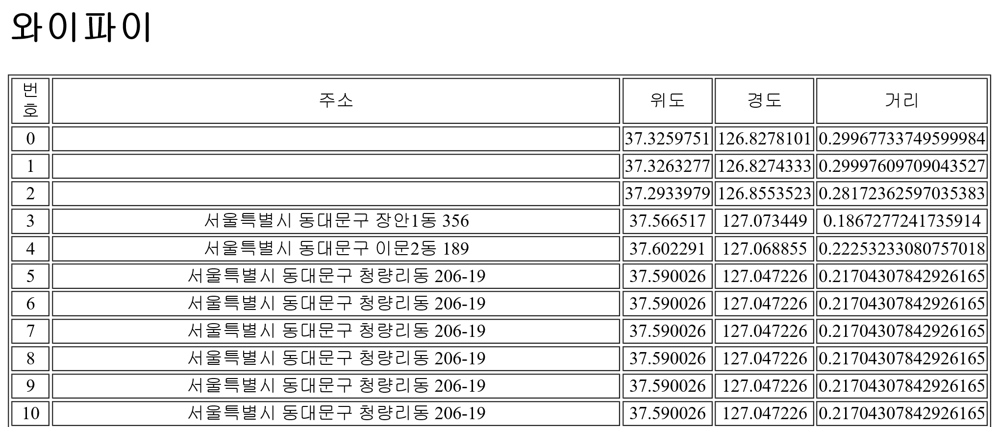 와이파이
번호 주소 위도 경도 거리
0 37.3259751 126.8278101 0.29967733749599984
1 37.3263277 126.8274333 0.29997609709043527
2 37.2933979 126.8553523 0.28172362597035383
3 서울특별시 동대문구 장안1동 356 37.566517 127.073449 0.1867277241735914
4 서울특별시 동대문구 이문2동 189 37.602291 127.068855 0.22253233080757018
5 서울특별시 동대문구 청량리동 206-19 37.590026 127.047226 0.21704307842926165
6 서울특별시 동대문구 청량리동 206-19 37.590026 127.047226 0.21704307842926165
7 서울특별시 동대문구 청량리동 206-19 37.590026 127.047226 0.21704307842926165
8 서울특별시 동대문구 청량리동 206-19 37.590026 127.047226 0.21704307842926165
9 서울특별시 동대문구 청량리동 206-19 37.590026 127.047226 0.21704307842926165
10 서울특별시 동대문구 청량리동 206-19 37.590026 127.047226 0.21704307842926165